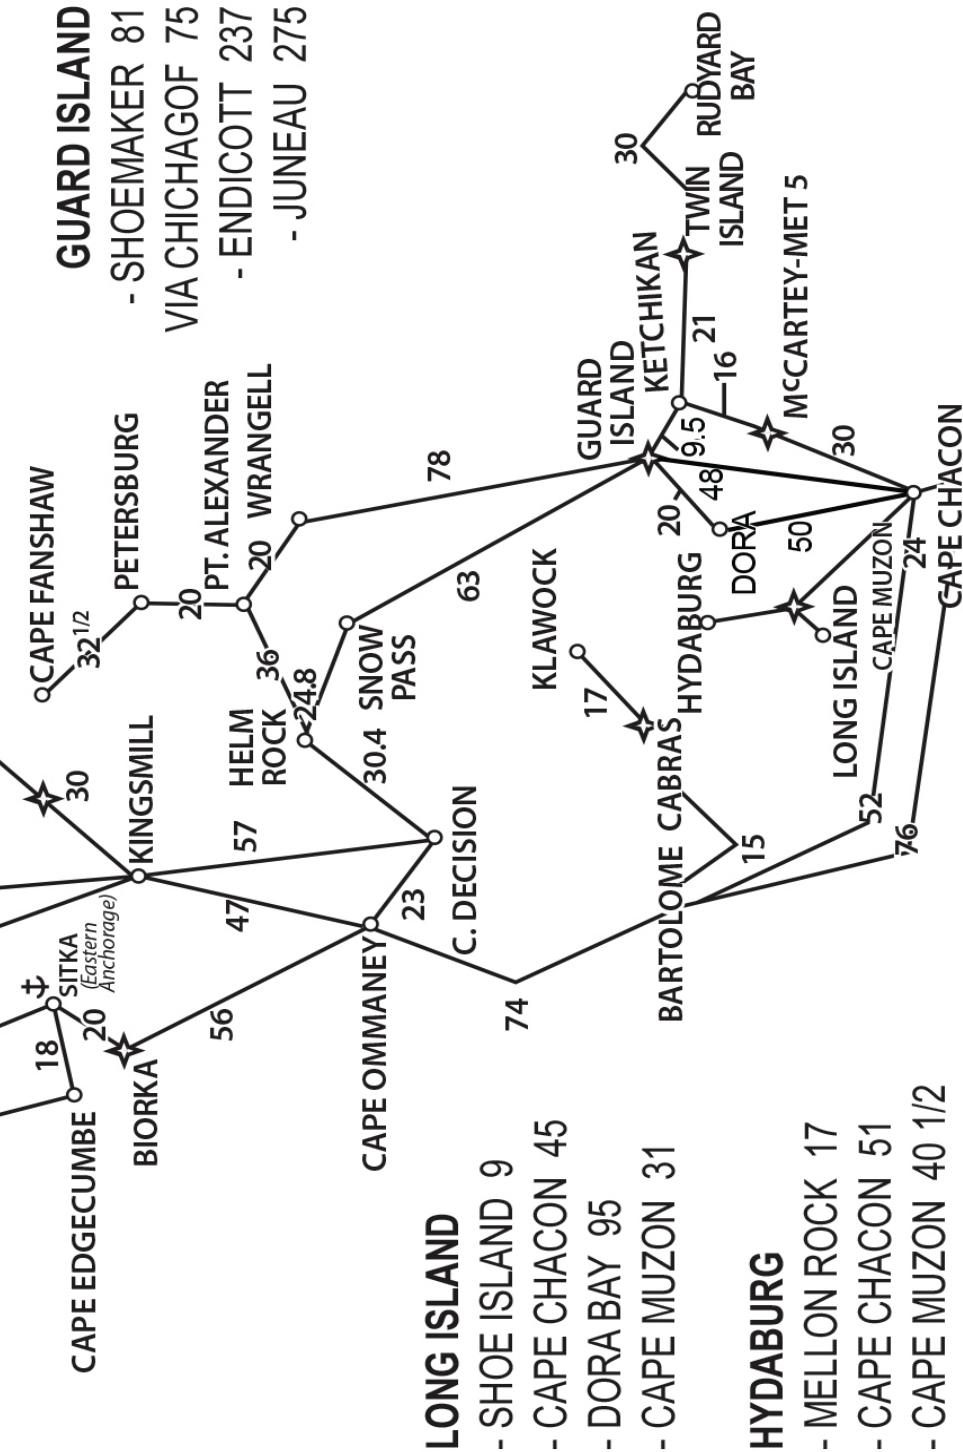 CAPE FANSHAW
32 1/2
PETERSBURG
20
PT. ALEXANDER
20
WRANGELL
36
24.8
HELM
ROCK
SNOW
PASS
30.4
30
KINGSMILL
57
47
C. DECISION
23
SITKA
(Eastern
Anchorage)
20
18
CAPE EDGECUMBE
BIORKA
56
CAPE OMMANEY
74
78
63
GUARD
ISLAND
KETCHIKAN
9.5
21
16
TWIN
ISLAND
30
RUDYARD
BAY
McCARTEY-MET 5
30
48
20
DORA
50
KLAWOCK
17
HYDABURG
BARTOLOME
CABRAS
15
LONG ISLAND
CAPE MUZON
24
CAPE CHACON
52
76
GUARD ISLAND
- SHOEMAKER 81
VIA CHICHAGOF 75
- ENDICOTT 237
- JUNEAU 275
LONG ISLAND
- SHOE ISLAND 9
- CAPE CHACON 45
- DORA BAY 95
- CAPE MUZON 31
HYDABURG
- MELLON ROCK 17
- CAPE CHACON 51
- CAPE MUZON 40 1/2